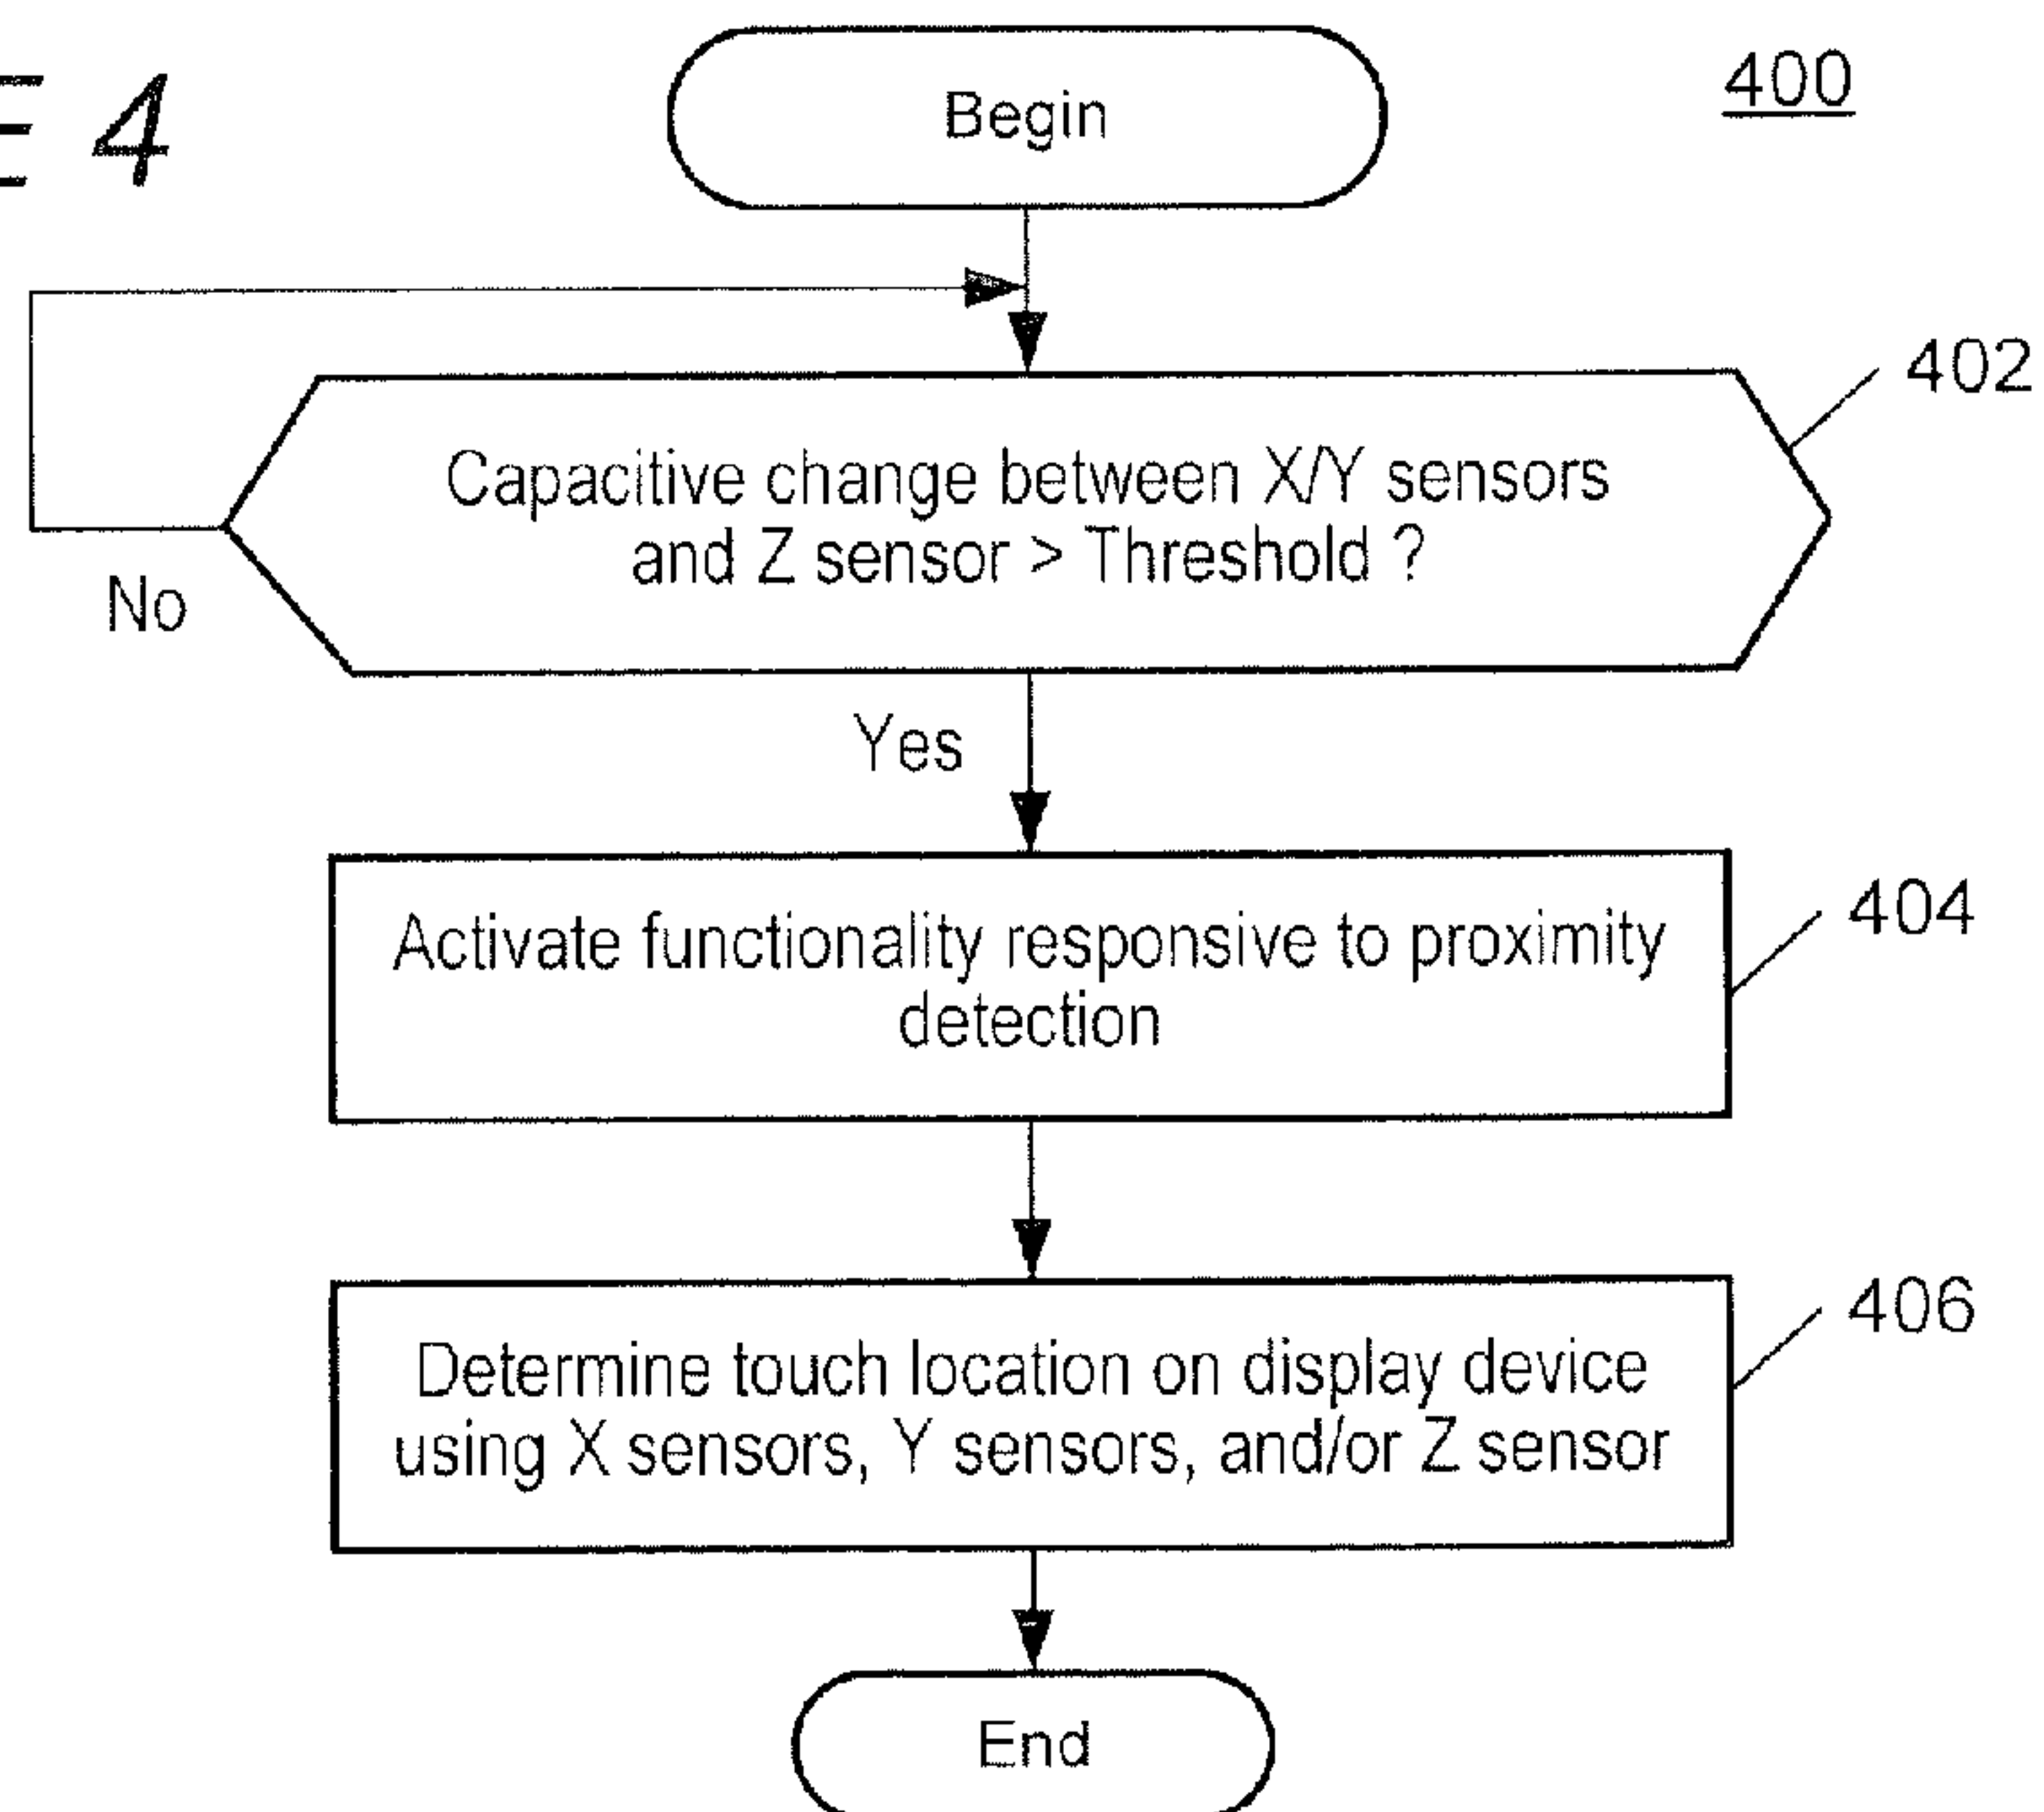 E 4
400
Begin
402
Capacitive change between X/Y sensors
and Z sensor > Threshold ?
No
Yes
404
Activate functionality responsive to proximity
detection
406
Determine touch location on display device
using X sensors, Y sensors, and/or Z sensor
End